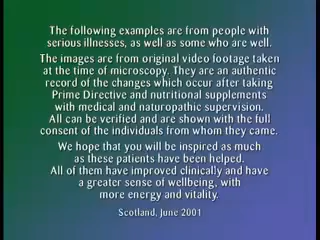 The following examples are from people with
serious illnesses, as well as some who are well.
The images are from original video footage taken
at the time of microscopy. They are an authentic
record of the changes which occur after taking
Prime Directive and nutritional supplements
with medical and naturopathic supervision.
All can be verified and are shown with the full
consent of the individuals from whom they came.
We hope that you will be inspired as much
as these patients have been helped.
All of them have improved clinically and have
a greater sense of wellbeing, with
more energy and vitality.
Scotland, June 2001